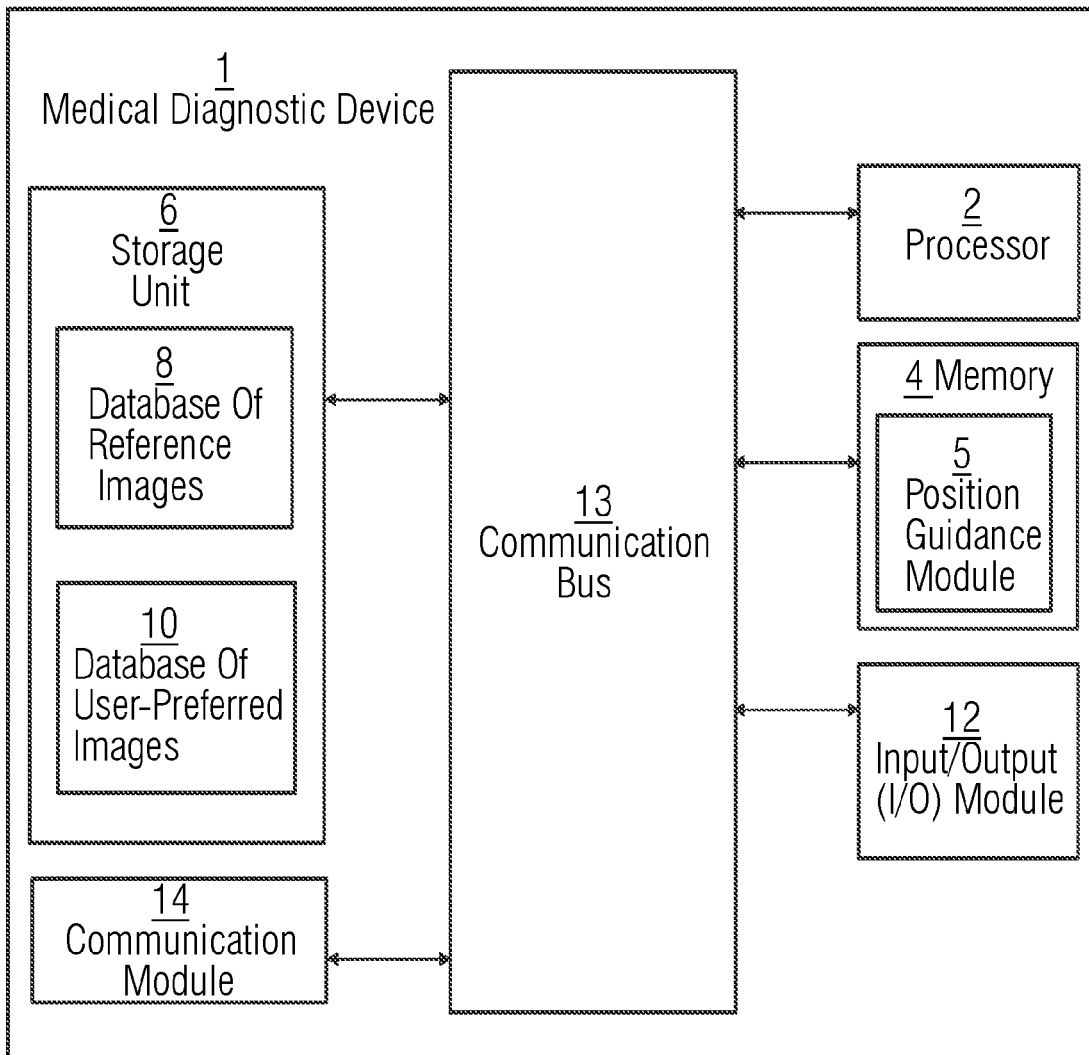 1
Medical Diagnostic Device
6
Storage
Unit
8
Database Of
Reference
Images
10
Database Of
User-Preferred
Images
14
Communication
Module
13
Communication
Bus
2
Processor
4 Memory
5
Position
Guidance
Module
12
Input/Output
(I/O) Module